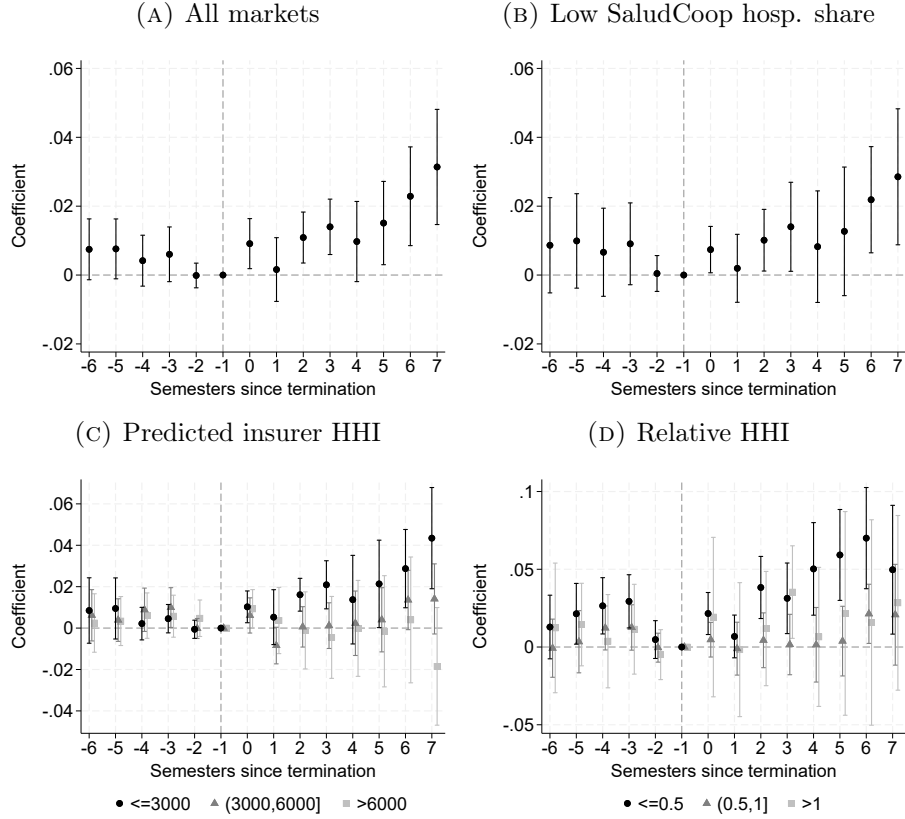 (A) All markets
.06
.04
.02
0
-.02
Coefficient
-6 -5 -4 -3 -2 -1 0 1 2 3 4 5 6 7
Semesters since termination
(B) Low SaludCoop hosp. share
.06
.04
.02
0
-.02
Coefficient
-6 -5 -4 -3 -2 -1 0 1 2 3 4 5 6 7
Semesters since termination
(C) Predicted insurer HHI
.06
.04
.02
0
-.02
-.04
Coefficient
-6 -5 -4 -3 -2 -1 0 1 2 3 4 5 6 7
Semesters since termination
<=3000 (3000,6000] >6000
(D) Relative HHI
.1
.05
0
-.05
Coefficient
-6 -5 -4 -3 -2 -1 0 1 2 3 4 5 6 7
Semesters since termination
<=0.5 (0.5,1] >1